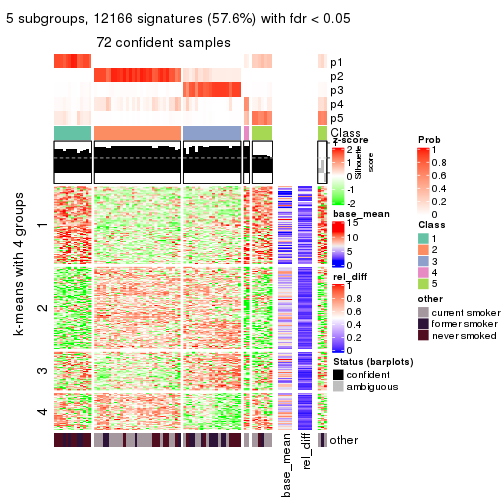 5 subgroups, 12166 signatures (57.6%) with fdr < 0.05
72 confident samples
p1
p2
p3
p4
p5
Class
Silhouette
score
k-means with 4 groups
1
2
3
4
base_mean
rel_diff
other
z-score
2
1
0
-1
-2
base_mean
15
10
5
0
rel_diff
1
0.8
0.6
0.4
0.2
0
Status (barplots)
confident
ambiguous
Prob
1
0.8
0.6
0.4
0.2
0
Class
1
2
3
4
5
other
current smoker
former smoker
never smoked